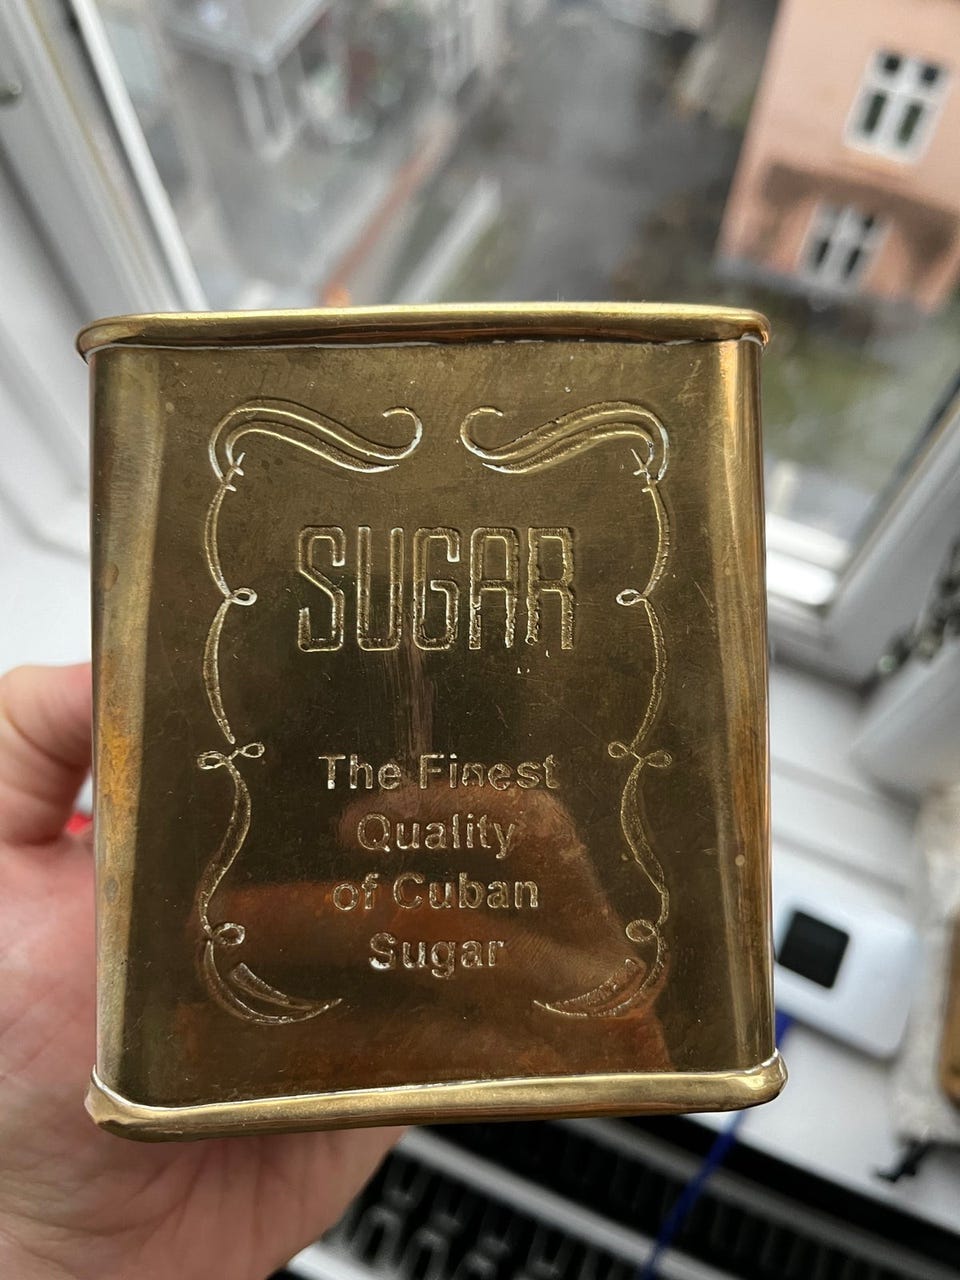 SUGAR
The Finest
Quality
of Cuban
Sugar